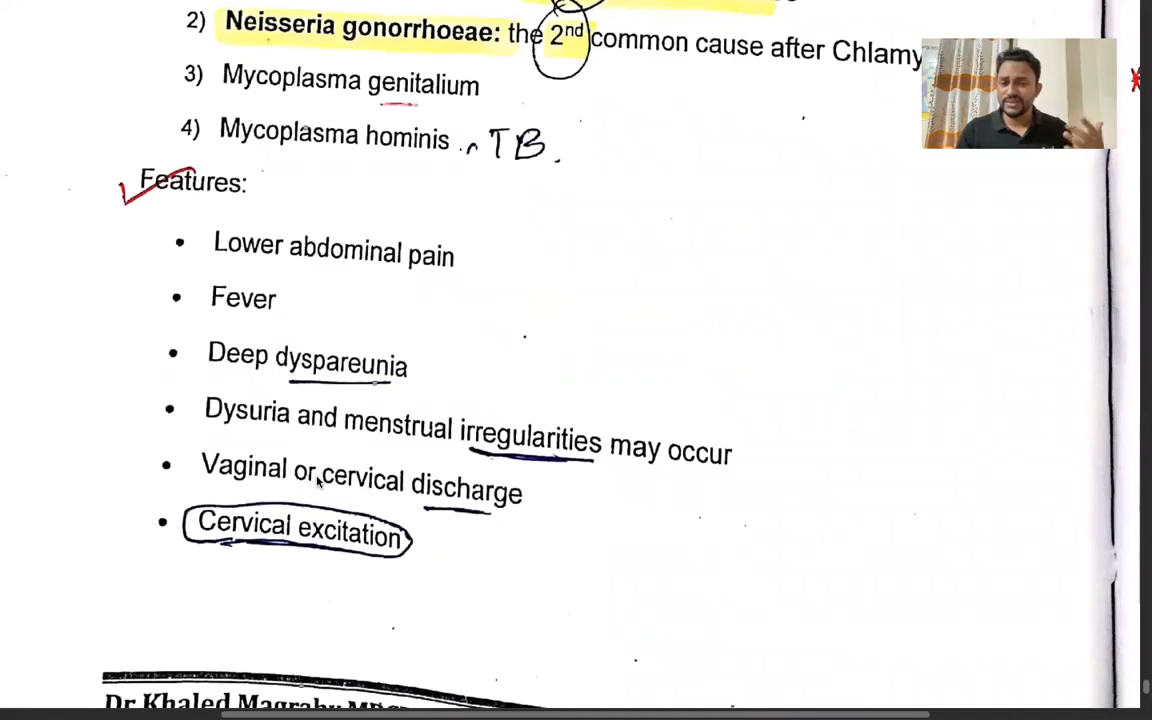 2) Neisseria gonorrhoeae: the 2nd common cause after Chlamy
3) Mycoplasma genitalium
4) Mycoplasma hominis TB.
Features:
• Lower abdominal pain
• Fever
• Deep dyspareunia
• Dysuria and menstrual irregularities may occur
• Vaginal or cervical discharge
• Cervical excitation
Dr Khaled Magraby